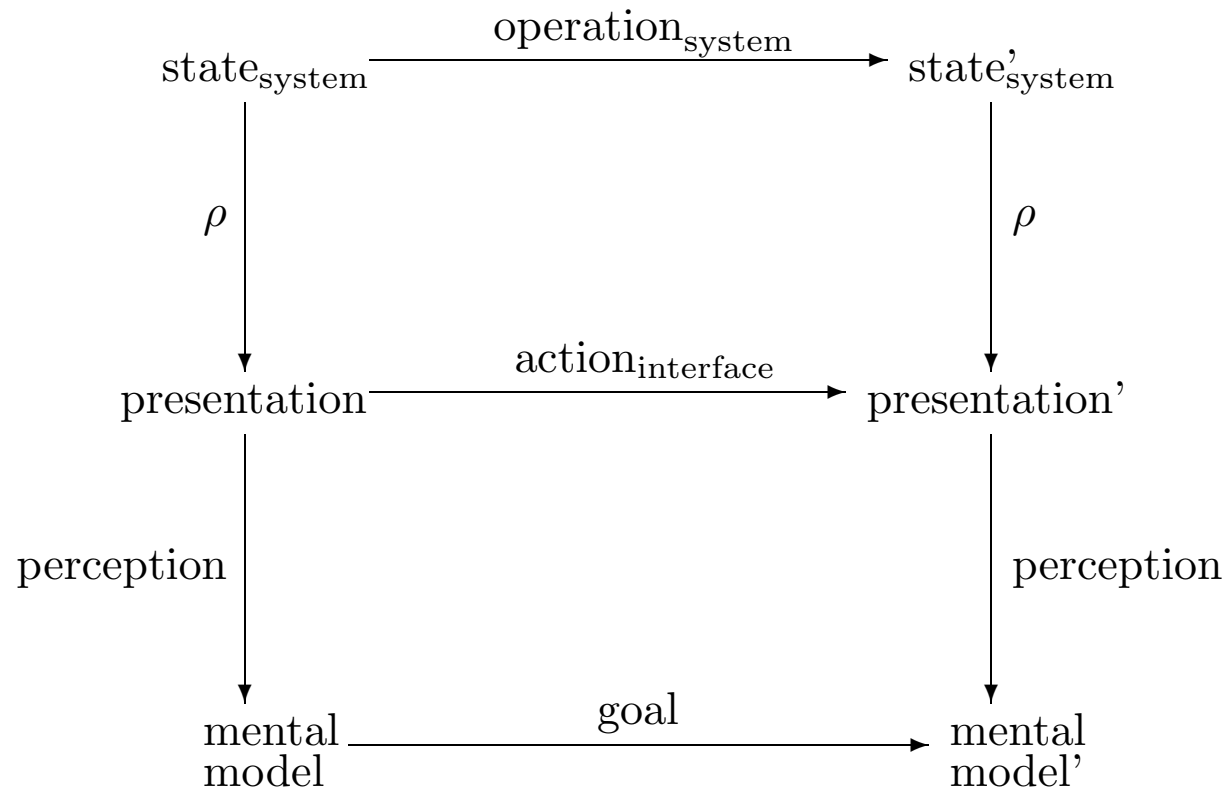 operation_system
state_system state'_system
ρ ρ
action_interface
presentation presentation'
perception perception
goal
mental mental
model model'